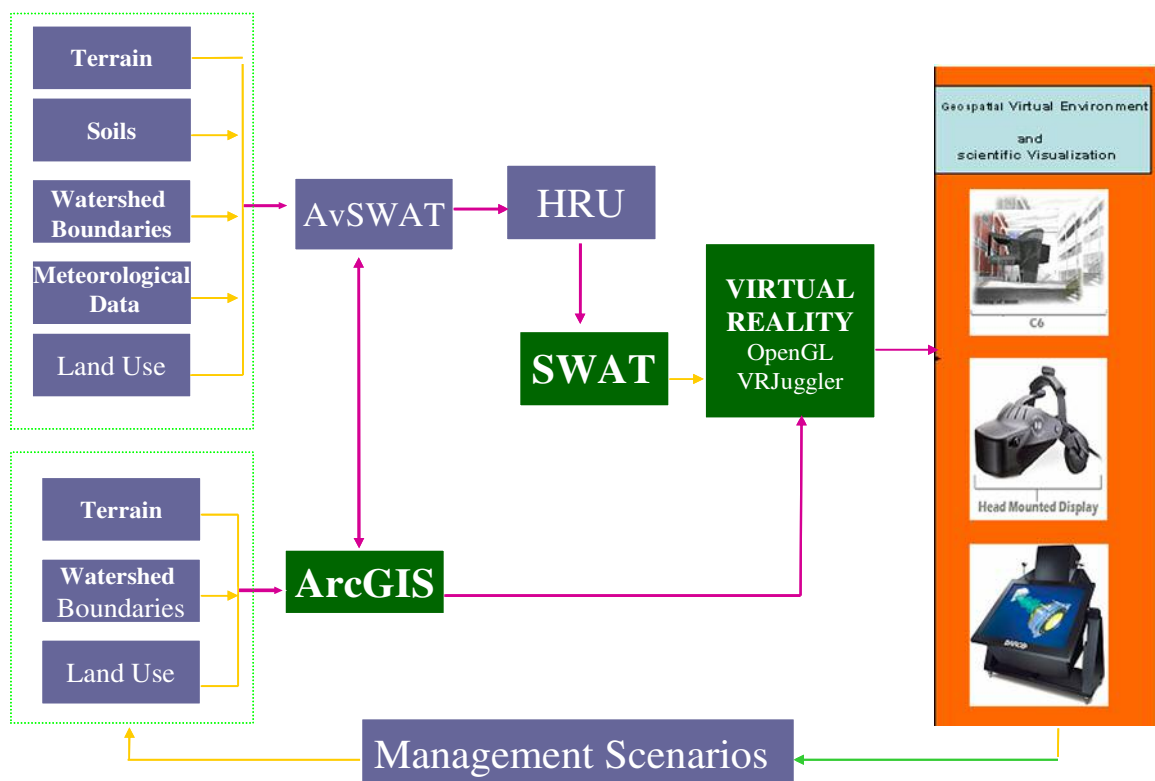 Terrain
Soils
Watershed
Boundaries
Meteorological
Data
Land Use
AvSWAT
HRU
SWAT
VIRTUAL
REALITY
OpenGL
VRJuggler
Geospatial Virtual Environment
and
scientific Visualization
C6
Head Mounted Display
Terrain
Watershed
Boundaries
Land Use
ArcGIS
Management Scenarios